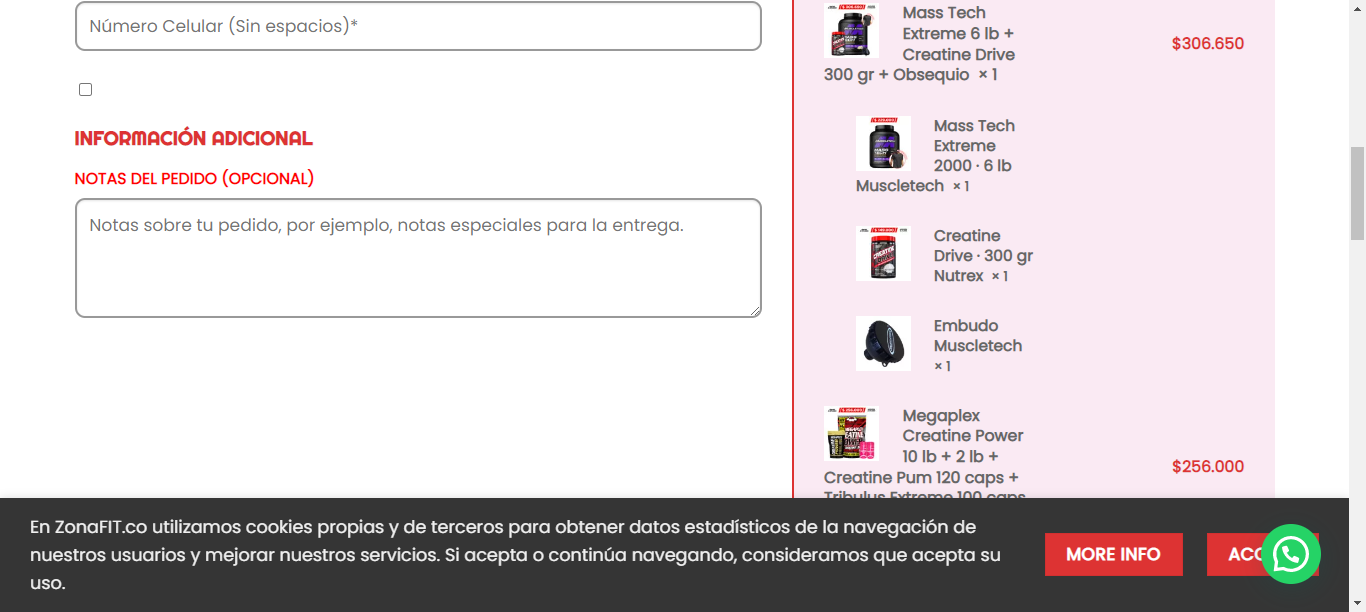 Número Celular (Sin espacios)*
INFORMACIÓN ADICIONAL
NOTAS DEL PEDIDO (OPCIONAL)
Notas sobre tu pedido, por ejemplo, notas especiales para la entrega.
Mass Tech
Extreme 6 lb +
Creatine Drive
300 gr + Obsequio × 1
$306.650
Mass Tech
Extreme
2000 · 6 lb
Muscletech × 1
Creatine
Drive · 300 gr
Nutrex × 1
Embudo
Muscletech
× 1
Megaplex
Creatine Power
10 lb + 2 lb +
Creatine Pum 120 caps +
Tribulus Extreme 100 caps
$256.000
En ZonaFIT.co utilizamos cookies propias y de terceros para obtener datos estadísticos de la navegación de
nuestros usuarios y mejorar nuestros servicios. Si acepta o continúa navegando, consideramos que acepta su
uso.
MORE INFO